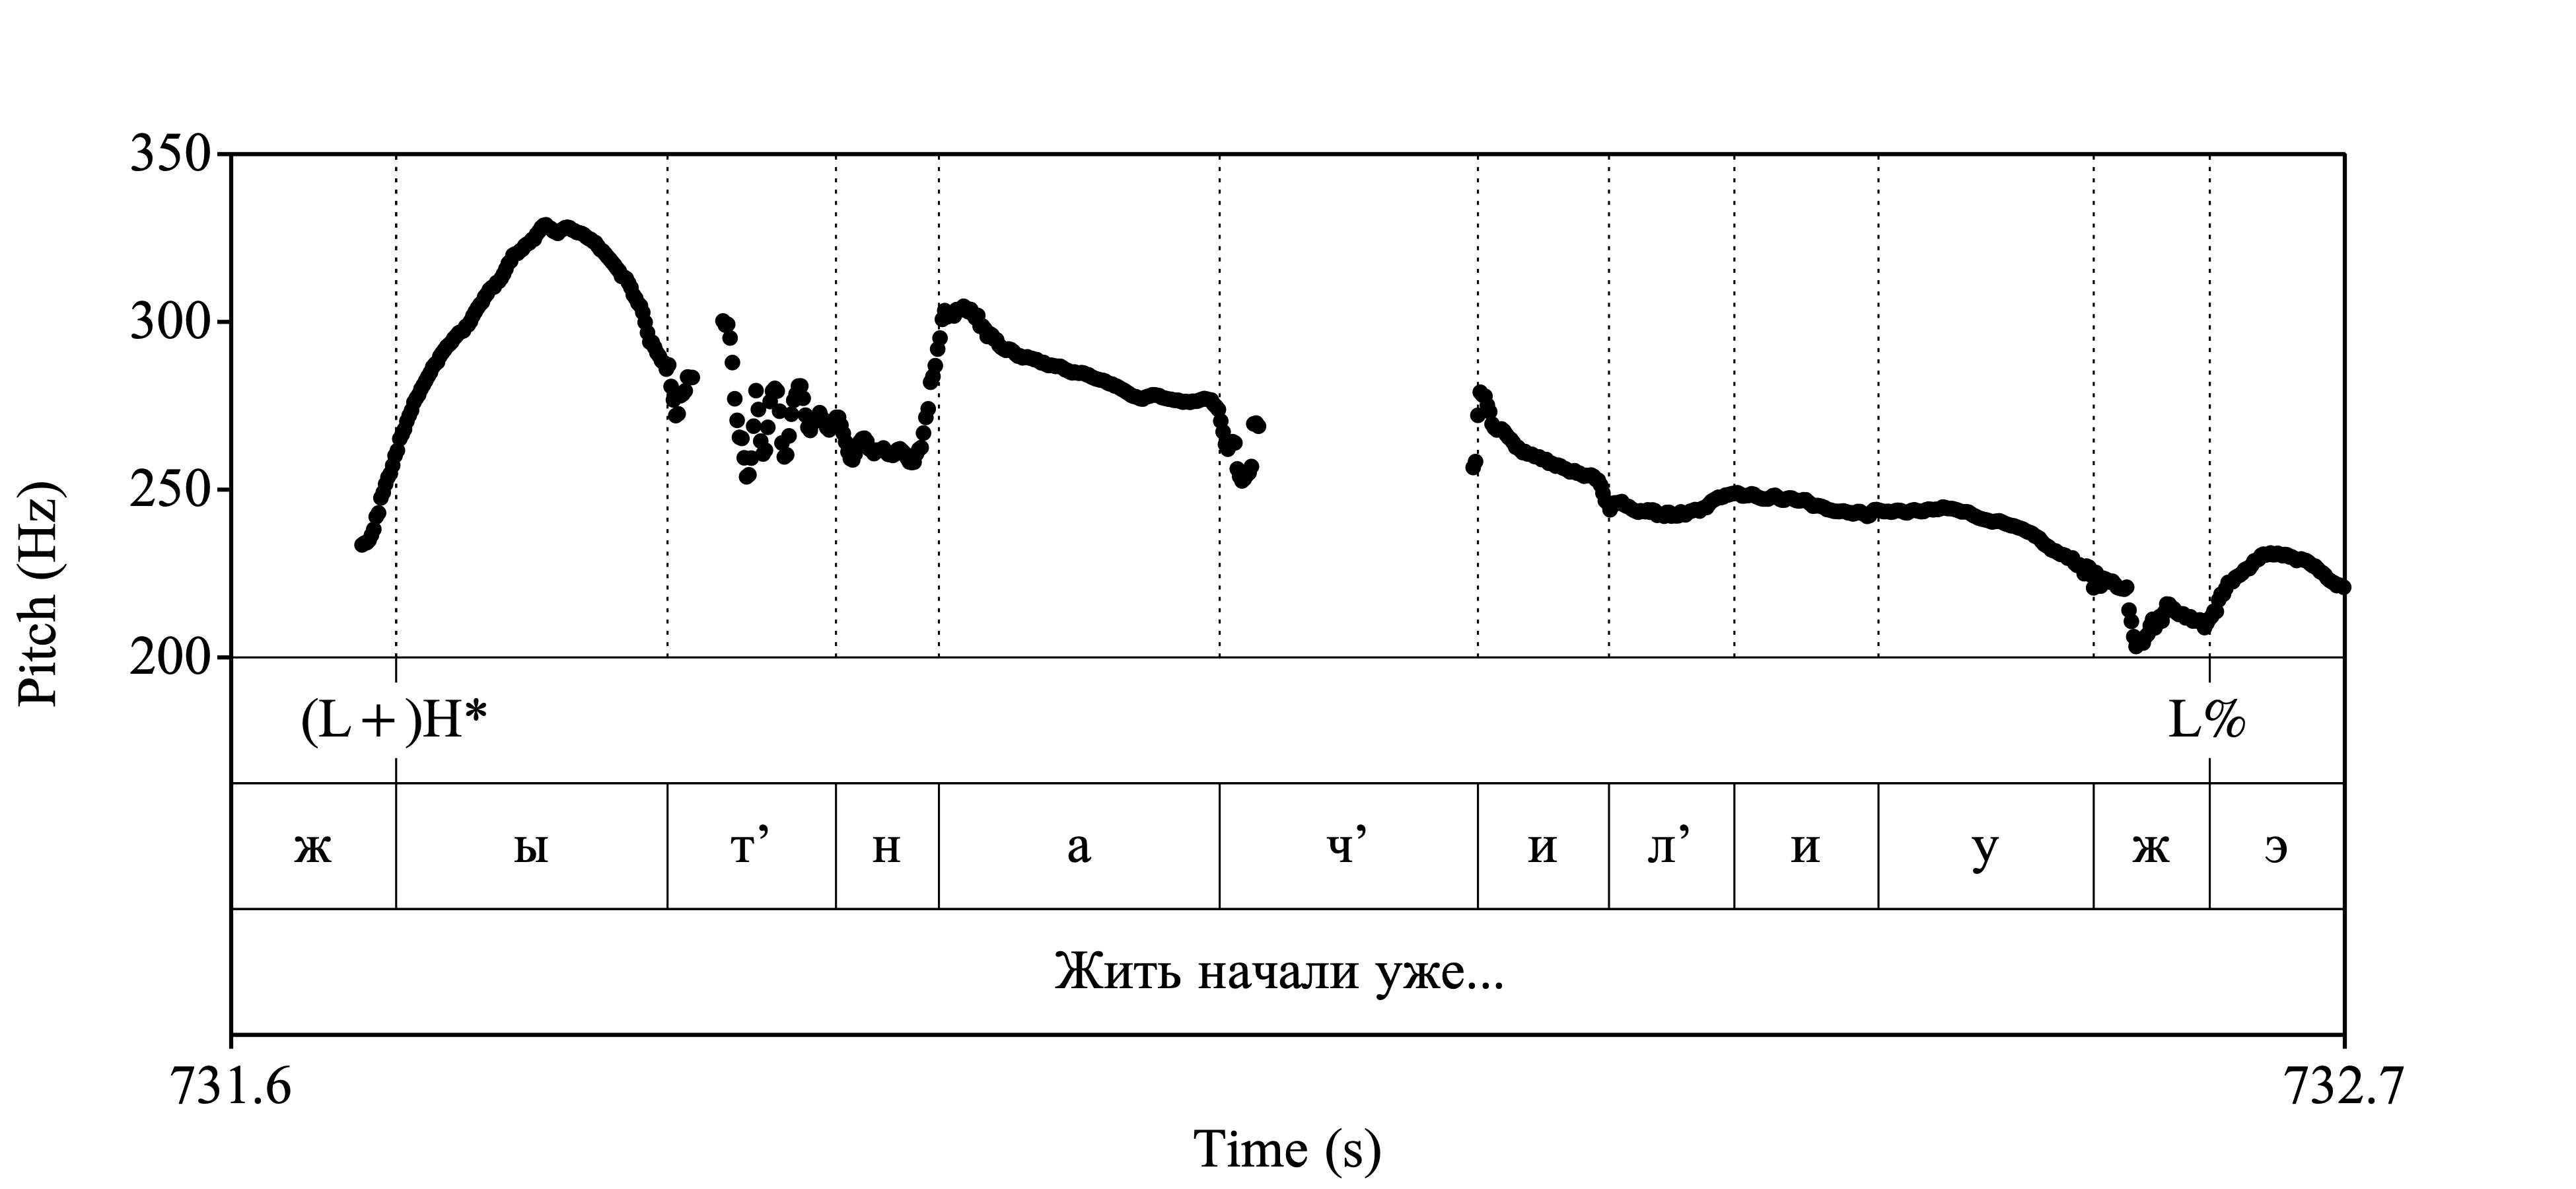 350
300
250
200
Pitch (Hz)
(L+)H* L%
ж ы т’ н а ч’ и л’ и у ж э
Жить начали уже...
731.6 732.7
Time (s)